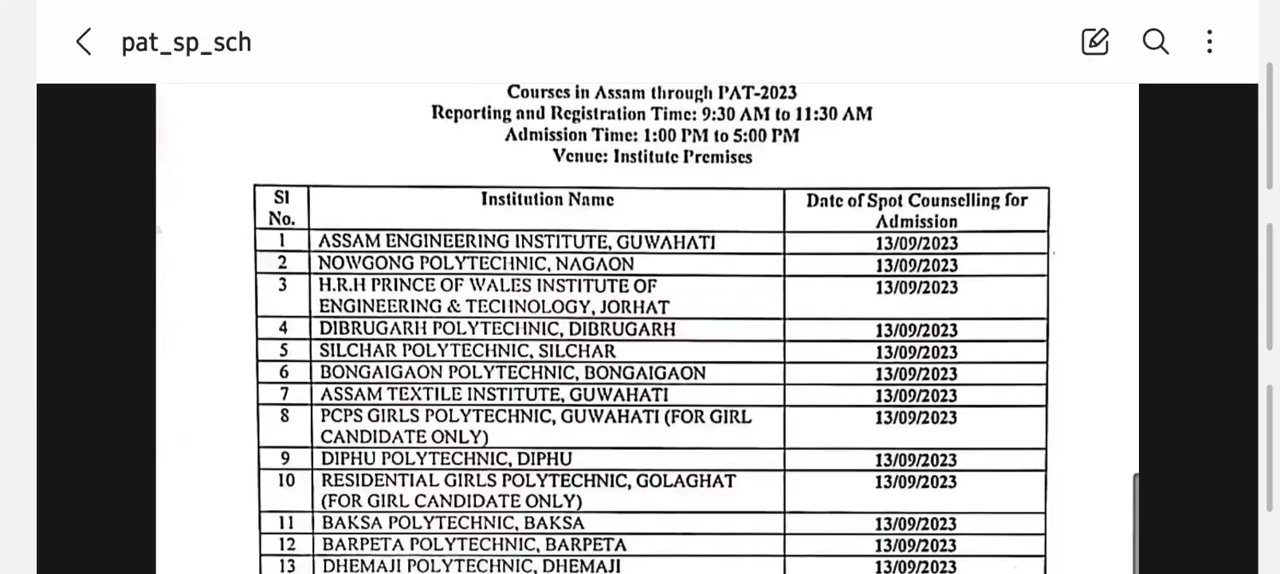 pat_sp_sch
Courses in Assam through PAT-2023
Reporting and Registration Time: 9:30 AM to 11:30 AM
Admission Time: 1:00 PM to 5:00 PM
Venue: Institute Premises
Sl No. Institution Name Date of Spot Counselling for Admission
1 ASSAM ENGINEERING INSTITUTE, GUWAHATI 13/09/2023
2 NOWGONG POLYTECHNIC, NAGAON 13/09/2023
3 H.R.H PRINCE OF WALES INSTITUTE OF 13/09/2023
ENGINEERING & TECHNOLOGY, JORHAT
4 DIBRUGARH POLYTECHNIC, DIBRUGARH 13/09/2023
5 SILCHAR POLYTECHNIC, SILCHAR 13/09/2023
6 BONGAIGAON POLYTECHNIC, BONGAIGAON 13/09/2023
7 ASSAM TEXTILE INSTITUTE, GUWAHATI 13/09/2023
8 PCPS GIRLS POLYTECHNIC, GUWAHATI (FOR GIRL 13/09/2023
CANDIDATE ONLY)
9 DIPHU POLYTECHNIC, DIPHU 13/09/2023
10 RESIDENTIAL GIRLS POLYTECHNIC, GOLAGHAT 13/09/2023
(FOR GIRL CANDIDATE ONLY)
11 BAKSA POLYTECHNIC, BAKSA 13/09/2023
12 BARPETA POLYTECHNIC, BARPETA 13/09/2023
13 DHEMAJI POLYTECHNIC, DHEMAJI 13/09/2023